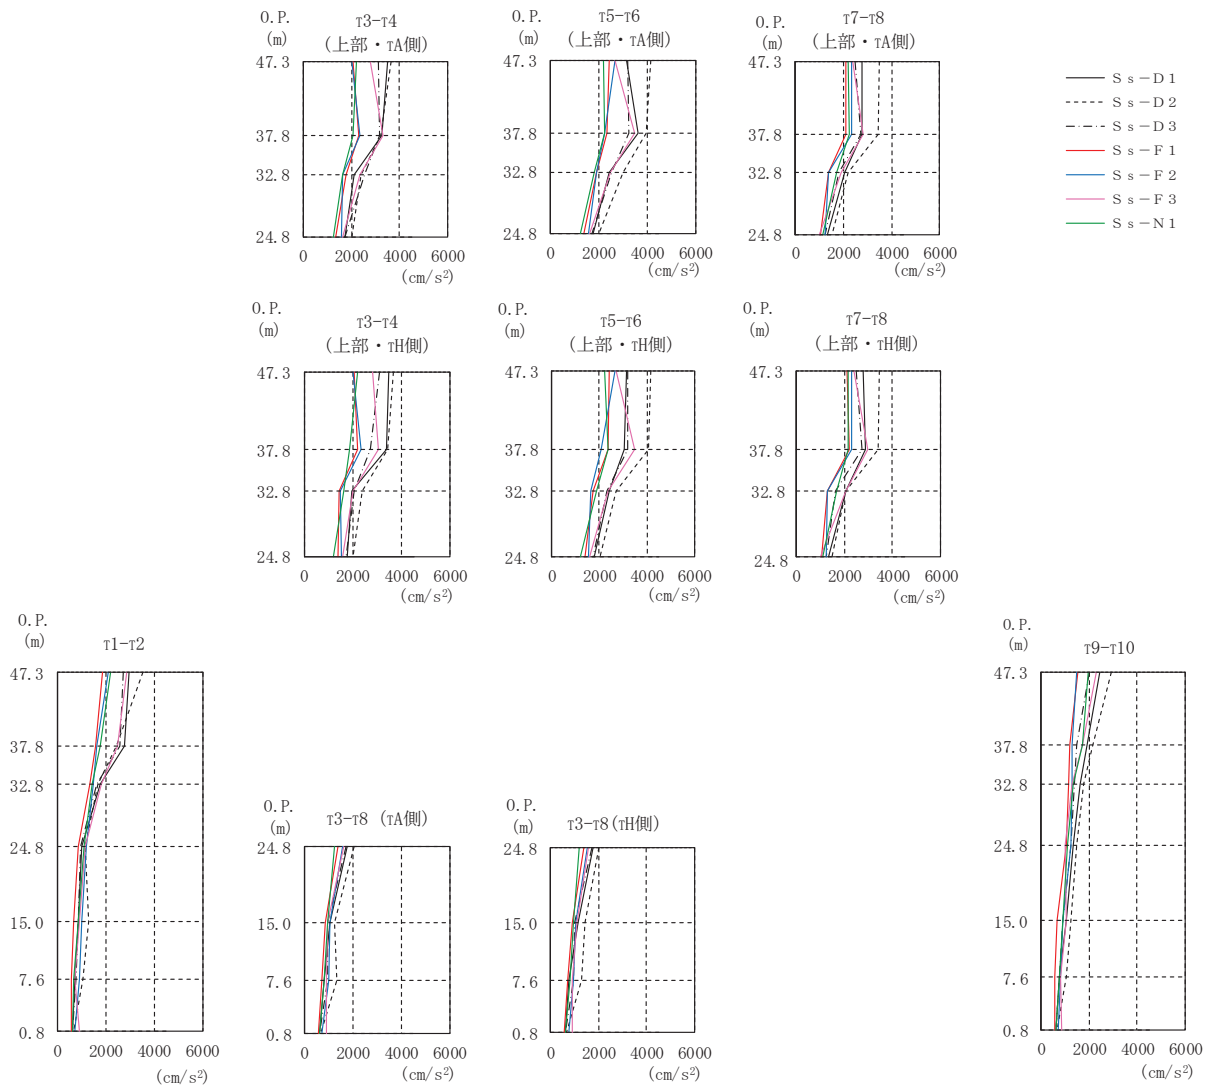 O.P.
(m)
T3-T4
(上部・TA側)
47.3
37.8
32.8
24.8
0 2000 4000 6000
(cm/s²)
O.P.
(m)
T5-T6
(上部・TA側)
47.3
37.8
32.8
24.8
0 2000 4000 6000
(cm/s²)
O.P.
(m)
T7-T8
(上部・TA側)
47.3
37.8
32.8
24.8
0 2000 4000 6000
(cm/s²)
Ss-D1
Ss-D2
Ss-D3
Ss-F1
Ss-F2
Ss-F3
Ss-N1
O.P.
(m)
T3-T4
(上部・TH側)
47.3
37.8
32.8
24.8
0 2000 4000 6000
(cm/s²)
O.P.
(m)
T5-T6
(上部・TH側)
47.3
37.8
32.8
24.8
0 2000 4000 6000
(cm/s²)
O.P.
(m)
T7-T8
(上部・TH側)
47.3
37.8
32.8
24.8
0 2000 4000 6000
(cm/s²)
O.P.
(m)
T1-T2
47.3
37.8
32.8
24.8
15.0
7.6
0.8
0 2000 4000 6000
(cm/s²)
O.P.
(m)
T3-T8 (TA側)
24.8
15.0
7.6
0.8
0 2000 4000 6000
O.P.
(m)
T3-T8(TH側)
24.8
15.0
7.6
0.8
0 2000 4000 6000
O.P.
(m)
T9-T10
47.3
37.8
32.8
24.8
15.0
7.6
0.8
0 2000 4000 6000
(cm/s²)